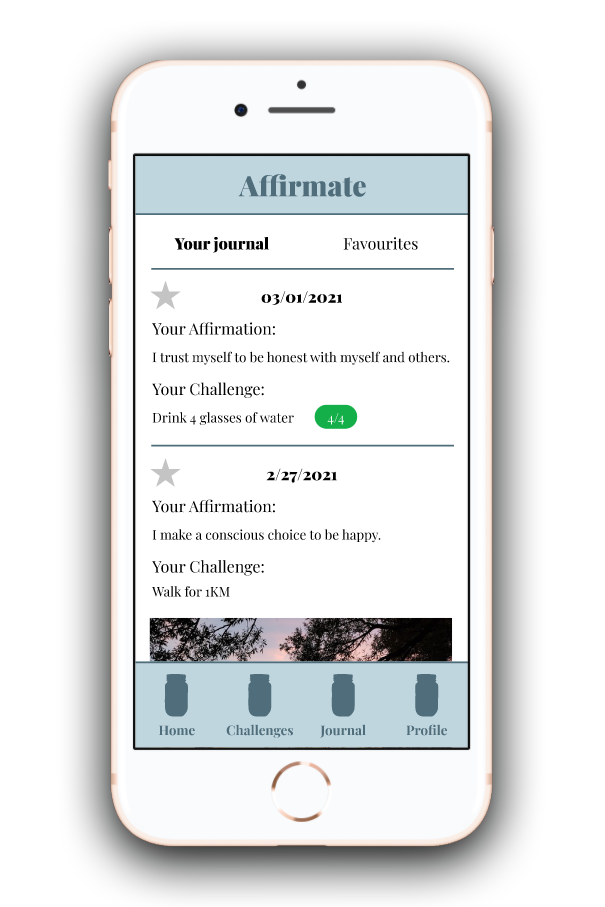 Affirmate
Your journal Favourites
03/01/2021
Your Affirmation:
I trust myself to be honest with myself and others.
Your Challenge:
Drink 4 glasses of water 4/4
2/27/2021
Your Affirmation:
I make a conscious choice to be happy.
Your Challenge:
Walk for 1KM
Home Challenges Journal Profile